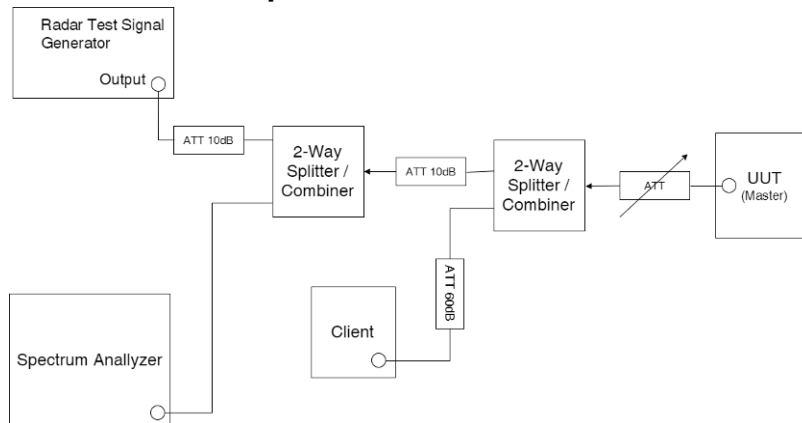 Radar Test Signal
Generator
Output
ATT 10dB
2-Way
Splitter /
Combiner
ATT 10dB
2-Way
Splitter /
Combiner
ATT
UUT
(Master)
ATT 60dB
Client
Spectrum Anallyzer